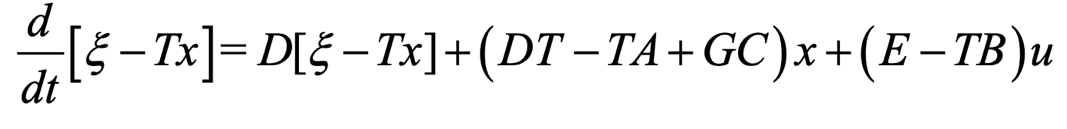 d/dt [ξ − Tx] = D[ξ − Tx] + (DT − TA + GC)x + (E − TB)u